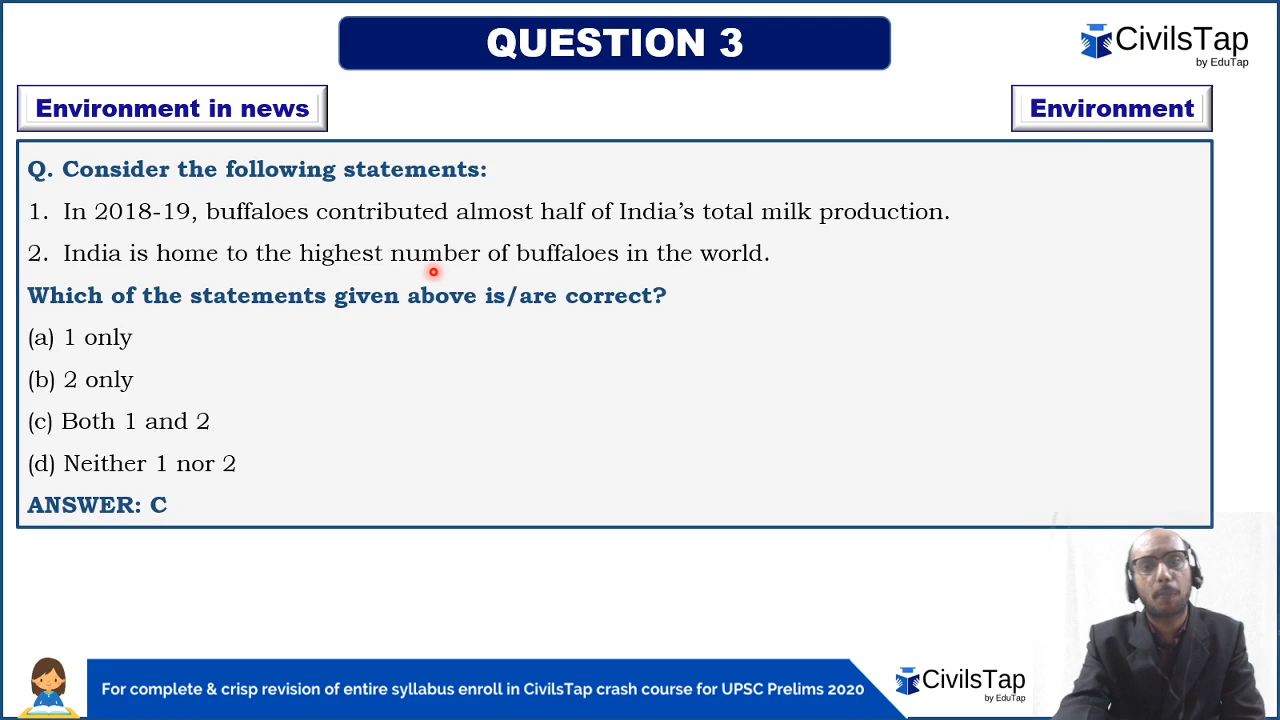 QUESTION 3
CivilsTap
by EduTap
Environment in news
Environment
Q. Consider the following statements:
1. In 2018-19, buffaloes contributed almost half of India’s total milk production.
2. India is home to the highest number of buffaloes in the world.
Which of the statements given above is/are correct?
(a) 1 only
(b) 2 only
(c) Both 1 and 2
(d) Neither 1 nor 2
ANSWER: C
For complete & crisp revision of entire syllabus enroll in CivilsTap crash course for UPSC Prelims 2020
CivilsTap
by EduTap